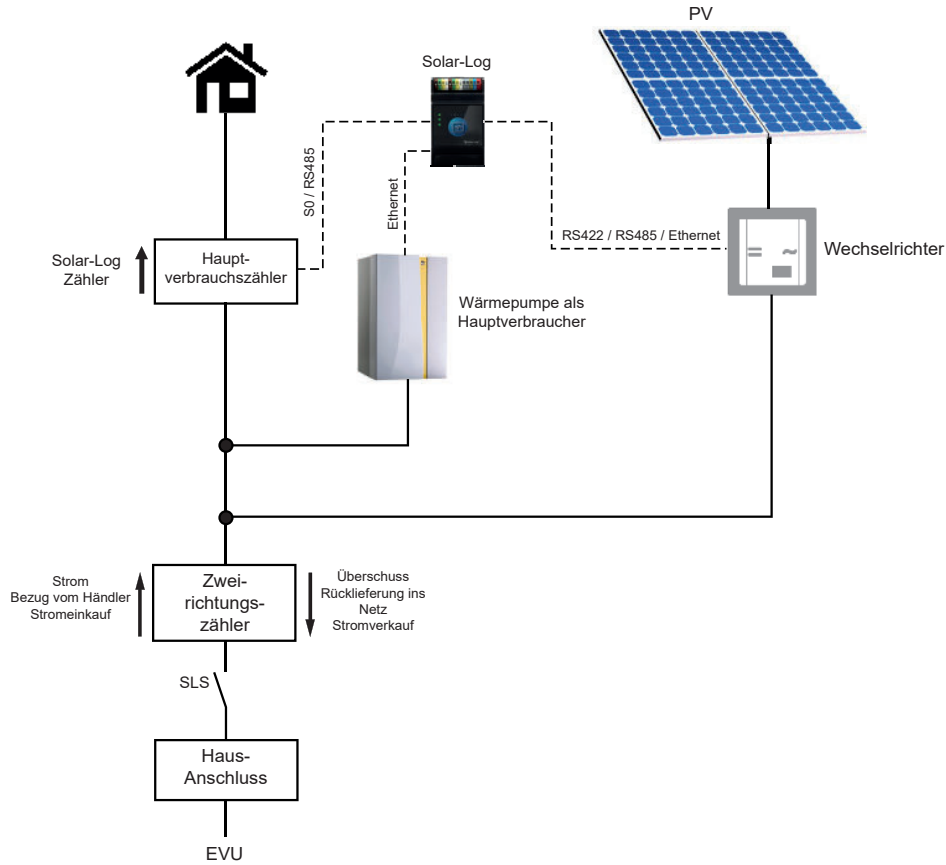 PV
Solar-Log
S0 / RS485
Ethernet
RS422 / RS485 / Ethernet
Wechselrichter
Solar-Log
Zähler
Haupt-
verbrauchszähler
Wärmepumpe als
Hauptverbraucher
Strom
Bezug vom Händler
Stromeinkauf
Zwei-
richtungs-
zähler
Überschuss
Rücklieferung ins
Netz
Stromverkauf
SLS
Haus-
Anschluss
EVU